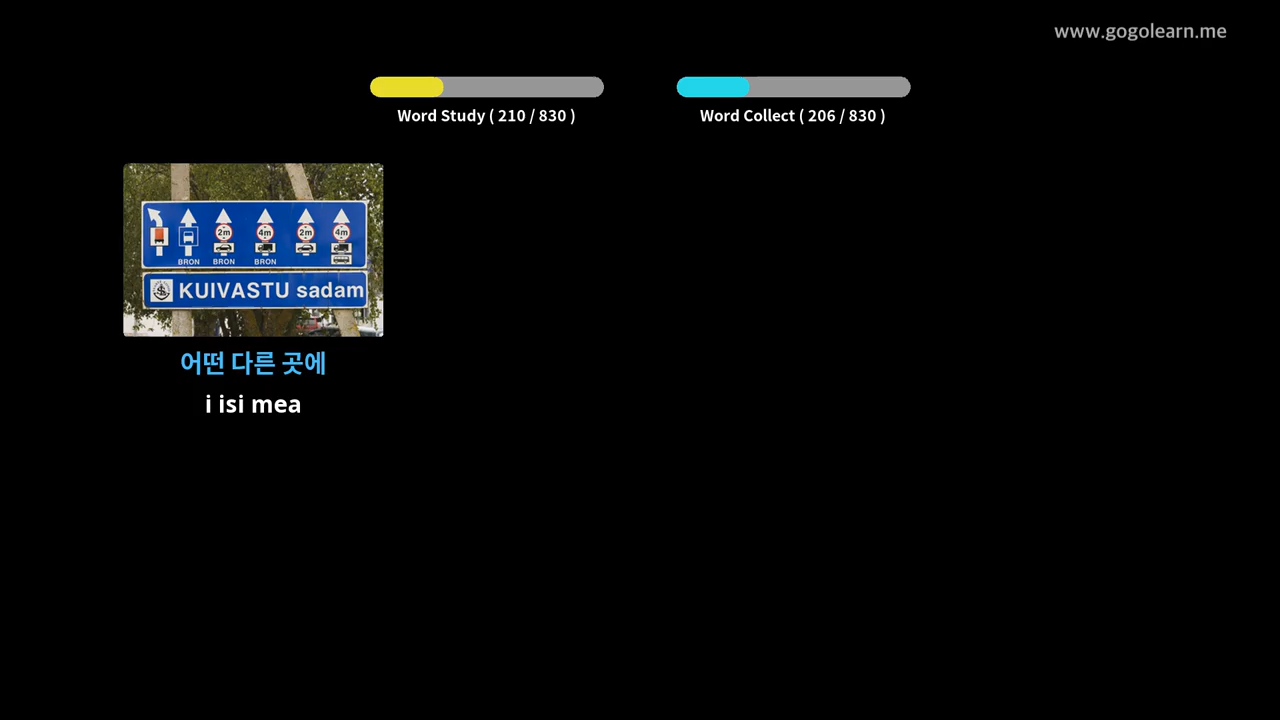 www.gogolearn.me
Word Study ( 210 / 830 )
Word Collect ( 206 / 830 )
2m 4m 2m 4m
BRON BRON BRON
KUIVASTU sadam
어떤 다른 곳에
i isi mea